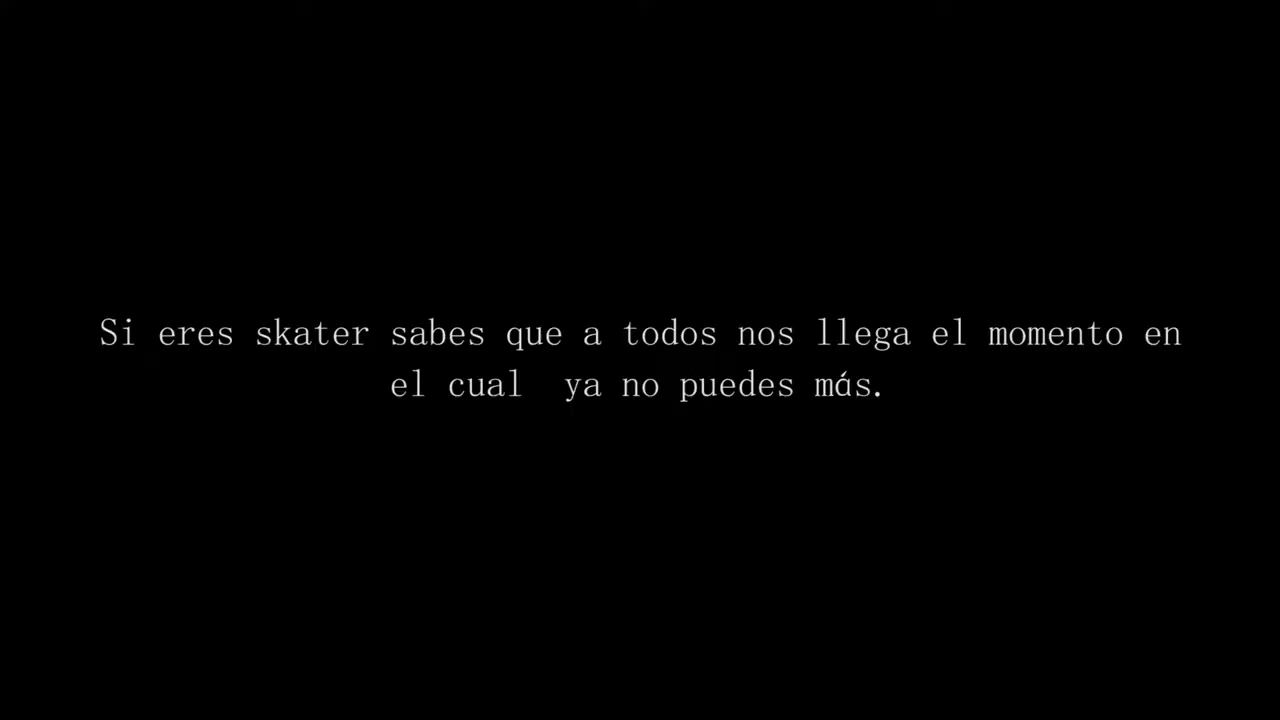 Si eres skater sabes que a todos nos llega el momento en
el cual  ya no puedes más.